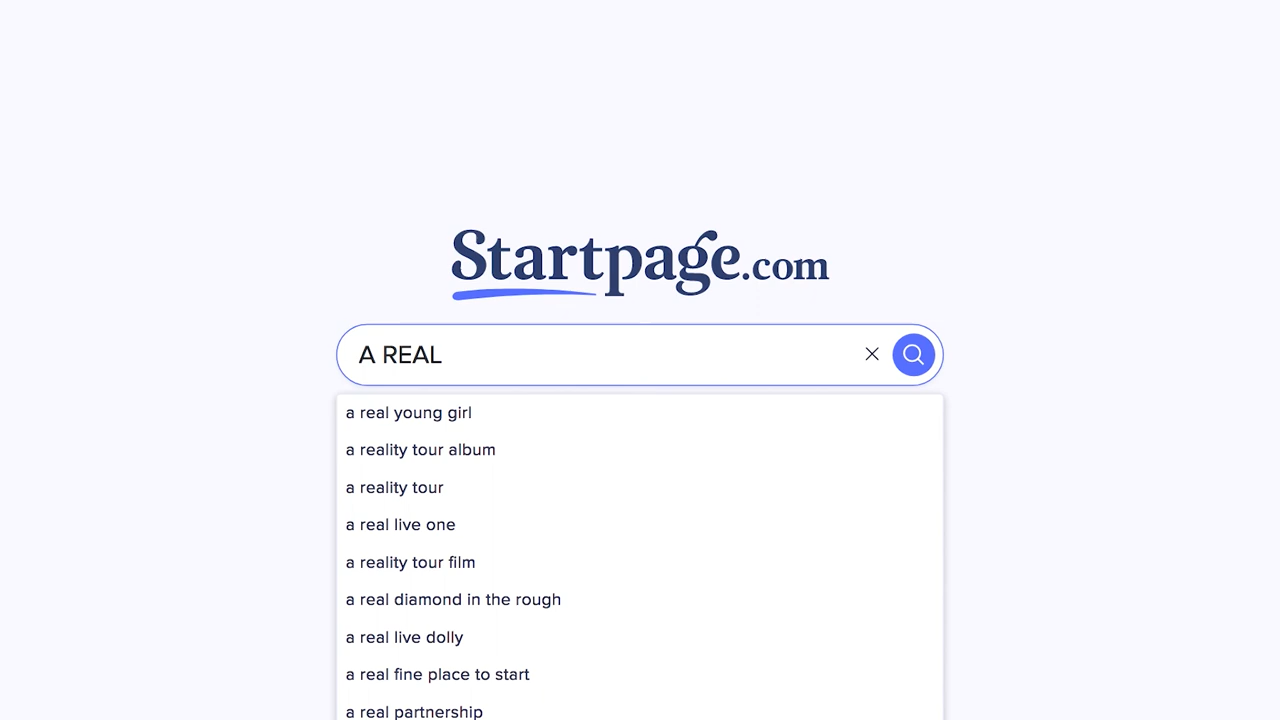 Startpage.com
A REAL
a real young girl
a reality tour album
a reality tour
a real live one
a reality tour film
a real diamond in the rough
a real live dolly
a real fine place to start
a real partnership